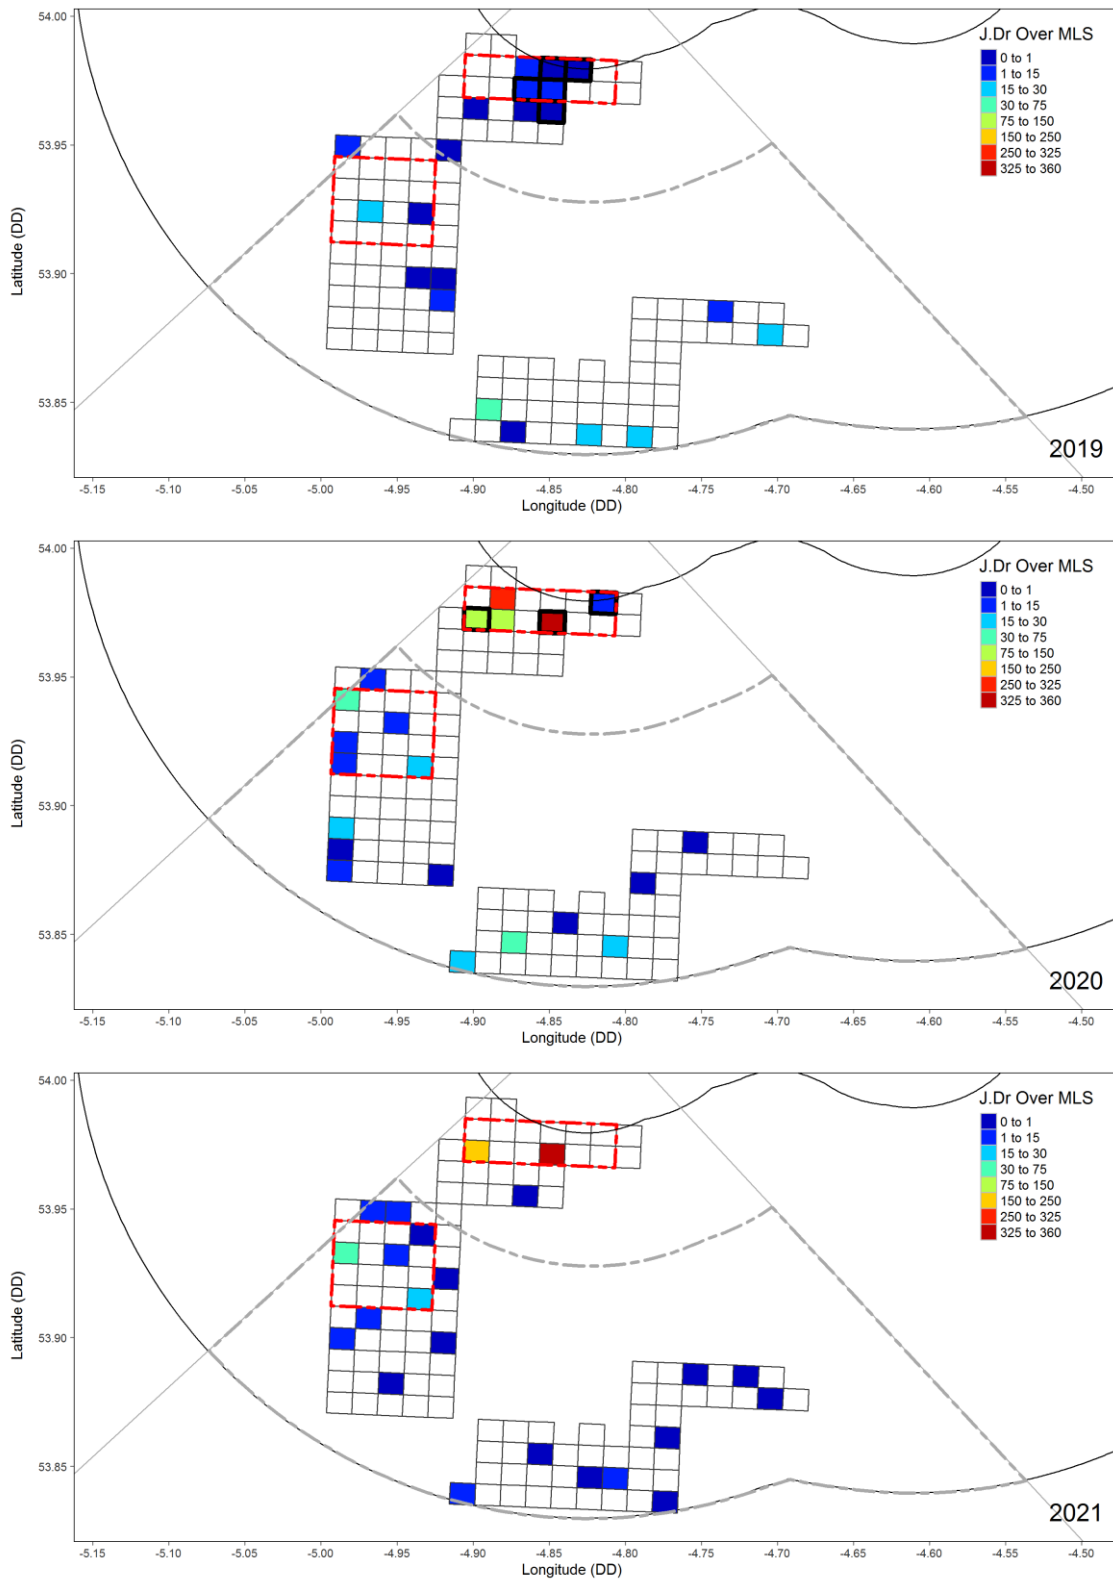 54.00
53.95
53.90
53.85
Latitude (DD)
J.Dr Over MLS
0 to 1
1 to 15
15 to 30
30 to 75
75 to 150
150 to 250
250 to 325
325 to 360
2019
-5.15 -5.10 -5.05 -5.00 -4.95 -4.90 -4.85 -4.80 -4.75 -4.70 -4.65 -4.60 -4.55 -4.50
Longitude (DD)
54.00
53.95
53.90
53.85
Latitude (DD)
J.Dr Over MLS
0 to 1
1 to 15
15 to 30
30 to 75
75 to 150
150 to 250
250 to 325
325 to 360
2020
-5.15 -5.10 -5.05 -5.00 -4.95 -4.90 -4.85 -4.80 -4.75 -4.70 -4.65 -4.60 -4.55 -4.50
Longitude (DD)
54.00
53.95
53.90
53.85
Latitude (DD)
J.Dr Over MLS
0 to 1
1 to 15
15 to 30
30 to 75
75 to 150
150 to 250
250 to 325
325 to 360
2021
-5.15 -5.10 -5.05 -5.00 -4.95 -4.90 -4.85 -4.80 -4.75 -4.70 -4.65 -4.60 -4.55 -4.50
Longitude (DD)